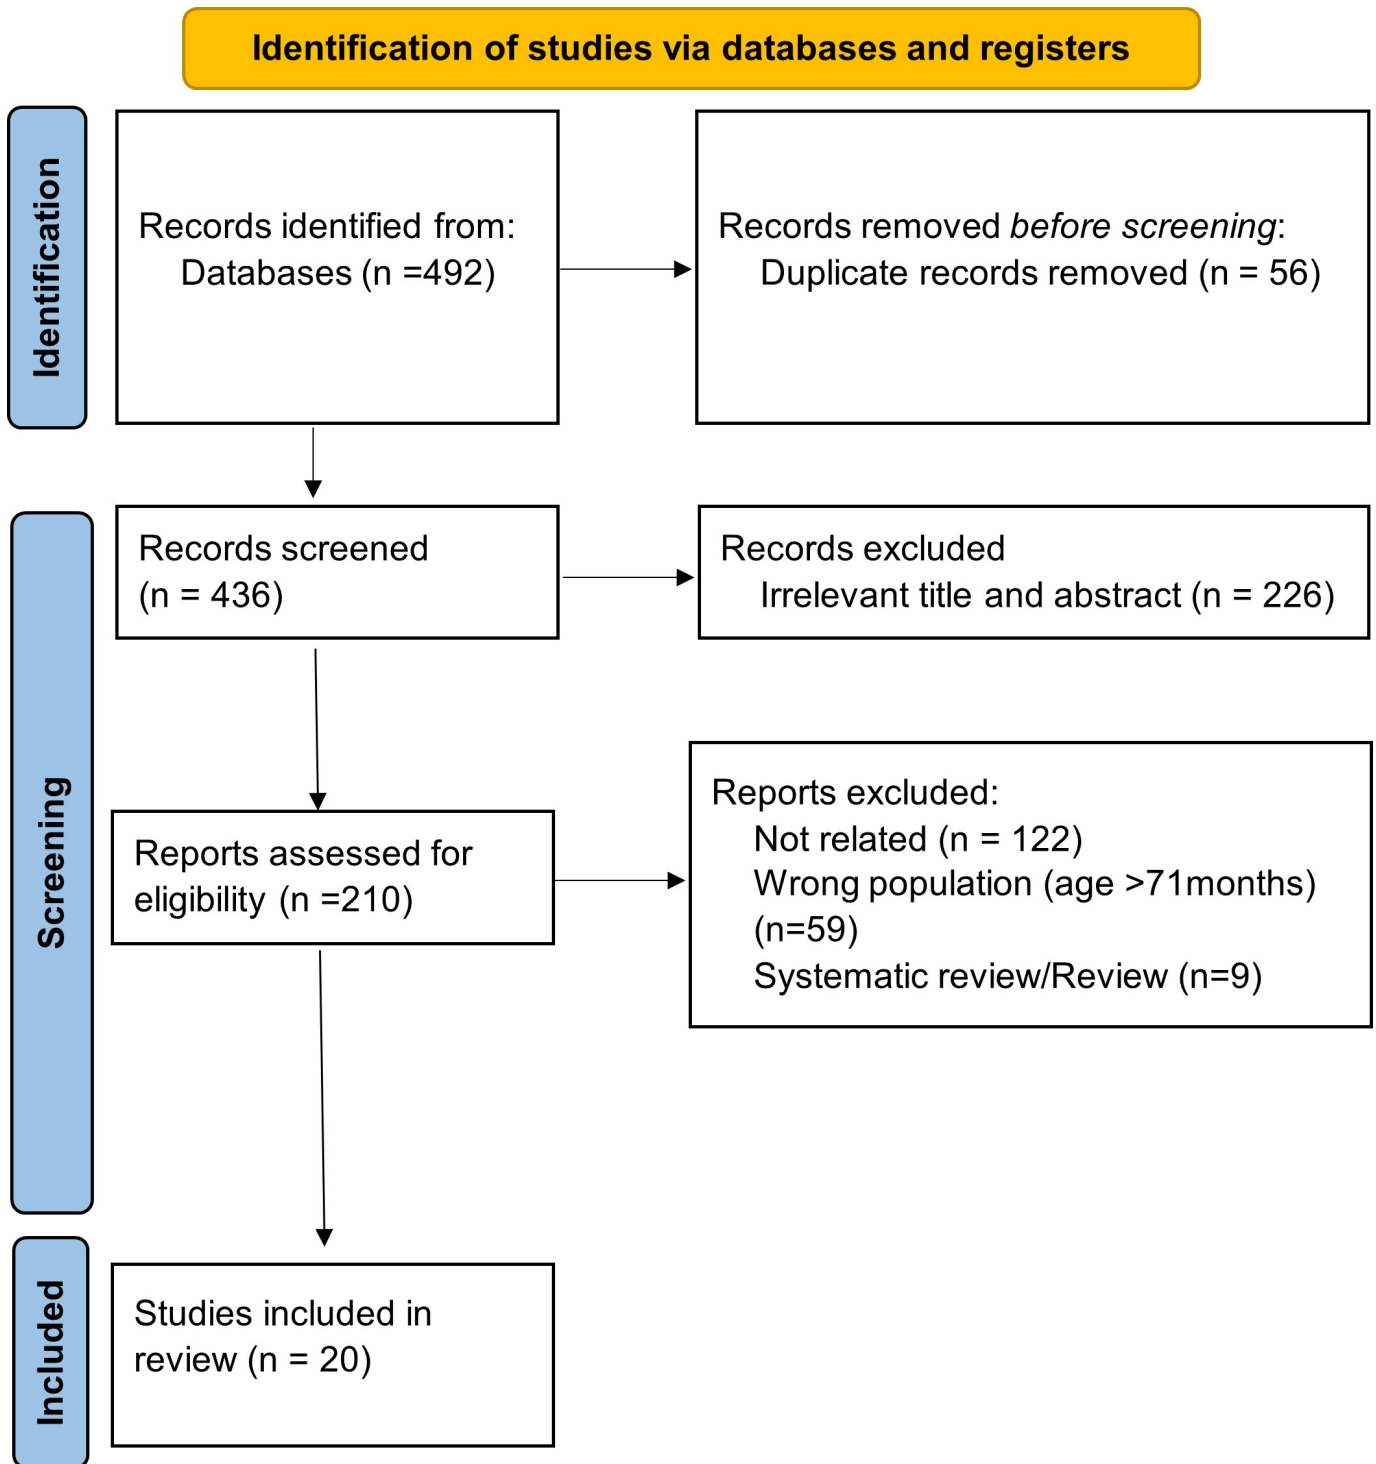 Identification of studies via databases and registers
Identification
Records identified from:
Databases (n =492)
Records removed before screening:
Duplicate records removed (n = 56)
Screening
Records screened
(n = 436)
Records excluded
Irrelevant title and abstract (n = 226)
Reports assessed for
eligibility (n =210)
Reports excluded:
Not related (n = 122)
Wrong population (age >71months)
(n=59)
Systematic review/Review (n=9)
Included
Studies included in
review (n = 20)